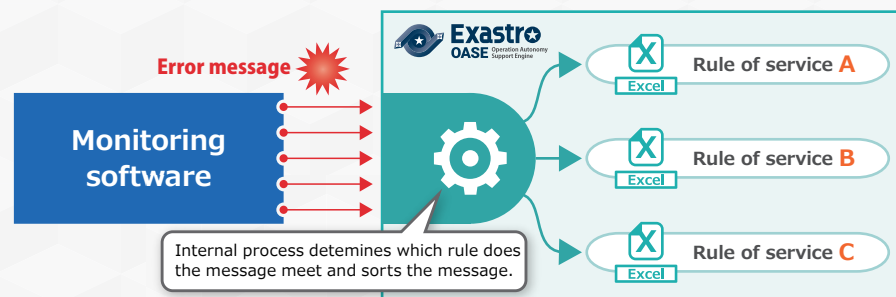 Exastro
OASE Operation Autonomy
Support Engine
Error message
Monitoring
software
X
Excel
Rule of service A
X
Excel
Rule of service B
X
Excel
Rule of service C
Internal process detemines which rule does
the message meet and sorts the message.